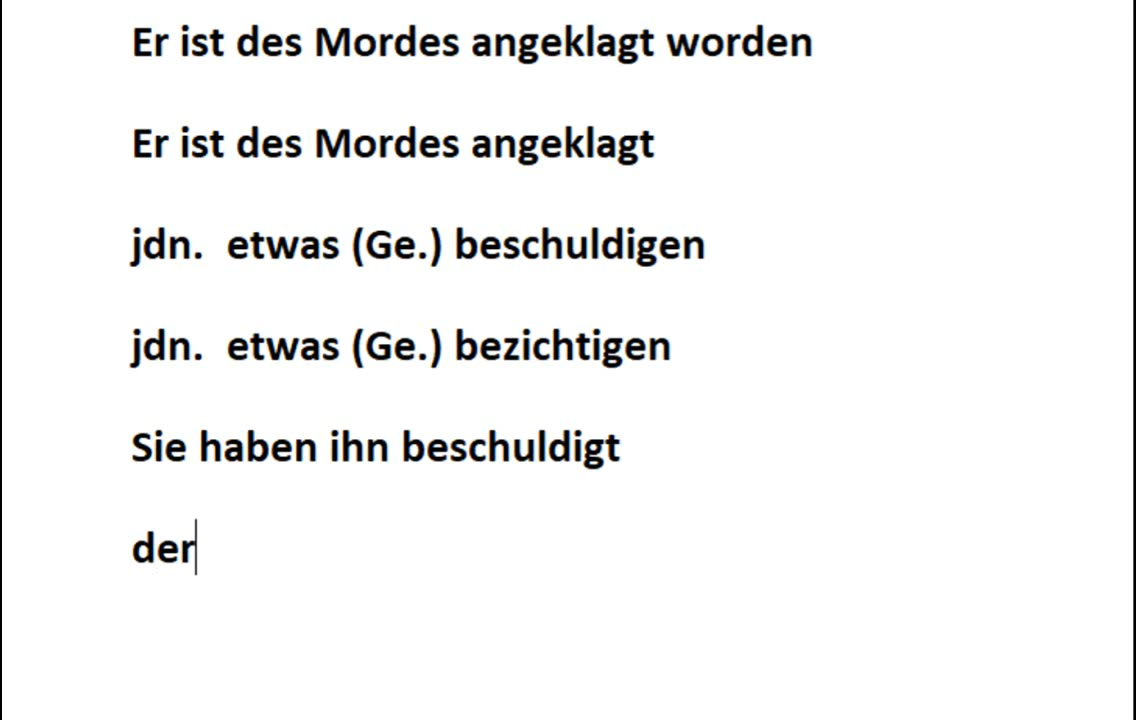 Er ist des Mordes angeklagt worden
Er ist des Mordes angeklagt
jdn.  etwas (Ge.) beschuldigen
jdn.  etwas (Ge.) bezichtigen
Sie haben ihn beschuldigt
der